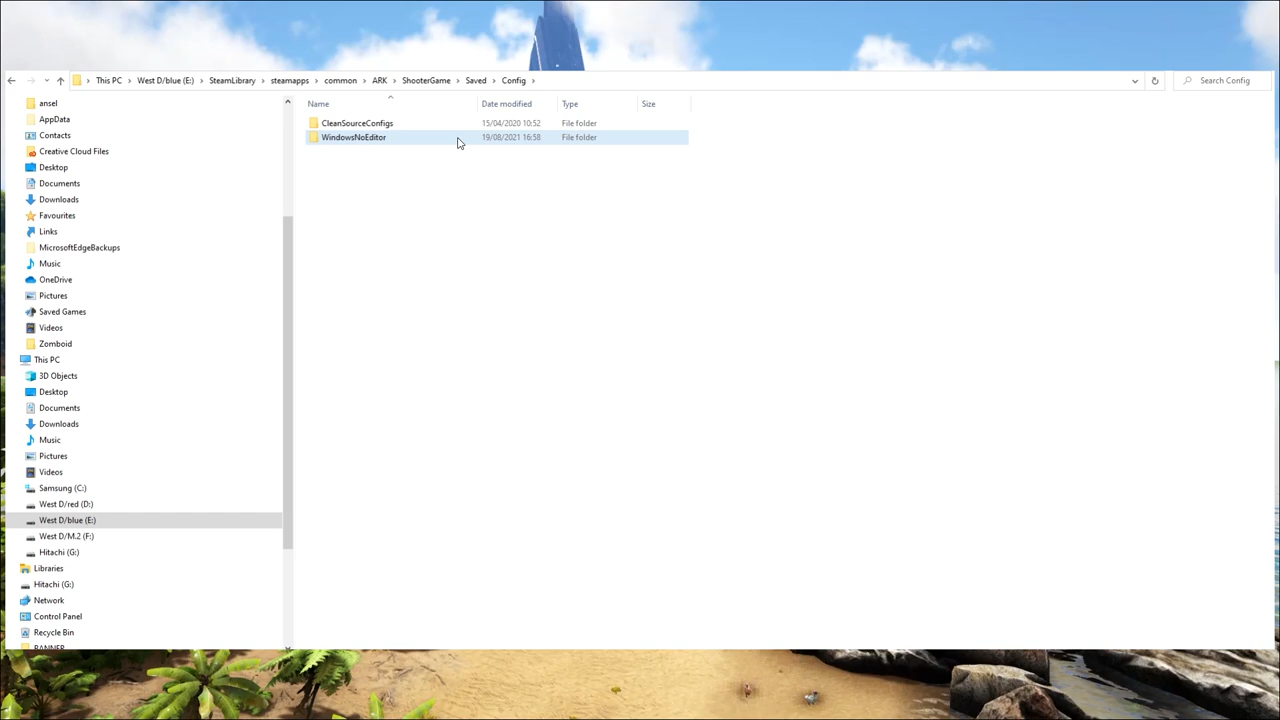 This PC > West D/blue (E:) > SteamLibrary > steamapps > common > ARK > ShooterGame > Saved > Config >
Search Config
ansel
AppData
Contacts
Creative Cloud Files
Desktop
Documents
Downloads
Favourites
Links
MicrosoftEdgeBackups
Music
OneDrive
Pictures
Saved Games
Videos
Zomboid
This PC
3D Objects
Desktop
Documents
Downloads
Music
Pictures
Videos
Samsung (C:)
West D/red (D:)
West D/blue (E:)
West D/M.2 (F:)
Hitachi (G:)
Libraries
Hitachi (G:)
Network
Control Panel
Recycle Bin
BANNER
Name Date modified Type Size
CleanSourceConfigs 15/04/2020 10:52 File folder
WindowsNoEditor 19/08/2021 16:58 File folder